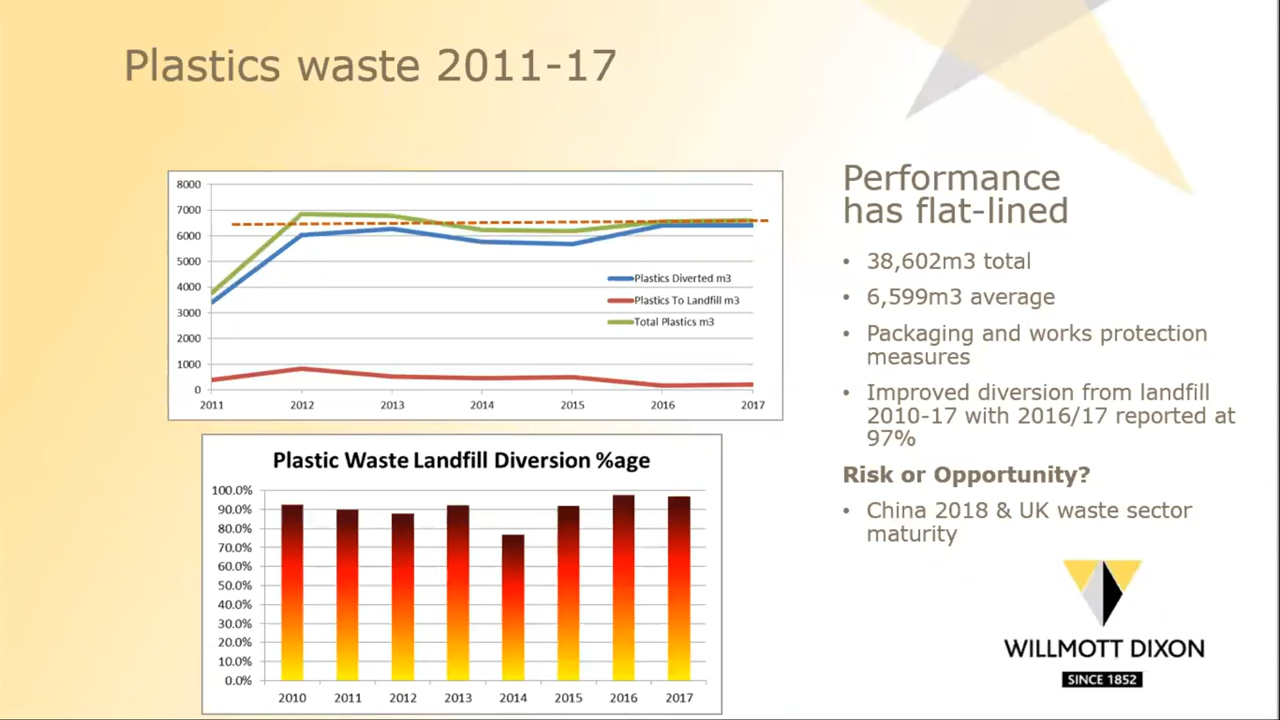 Plastics waste 2011-17
8000
7000
6000
5000
4000
3000
2000
1000
0
2011 2012 2013 2014 2015 2016 2017
Plastics Diverted m3
Plastics To Landfill m3
Total Plastics m3
Plastic Waste Landfill Diversion %age
100.0%
90.0%
80.0%
70.0%
60.0%
50.0%
40.0%
30.0%
20.0%
10.0%
0.0%
2010 2011 2012 2013 2014 2015 2016 2017
Performance
has flat-lined
• 38,602m3 total
• 6,599m3 average
• Packaging and works protection
measures
• Improved diversion from landfill
2010-17 with 2016/17 reported at
97%
Risk or Opportunity?
• China 2018 & UK waste sector
maturity
WILLMOTT DIXON
SINCE 1852